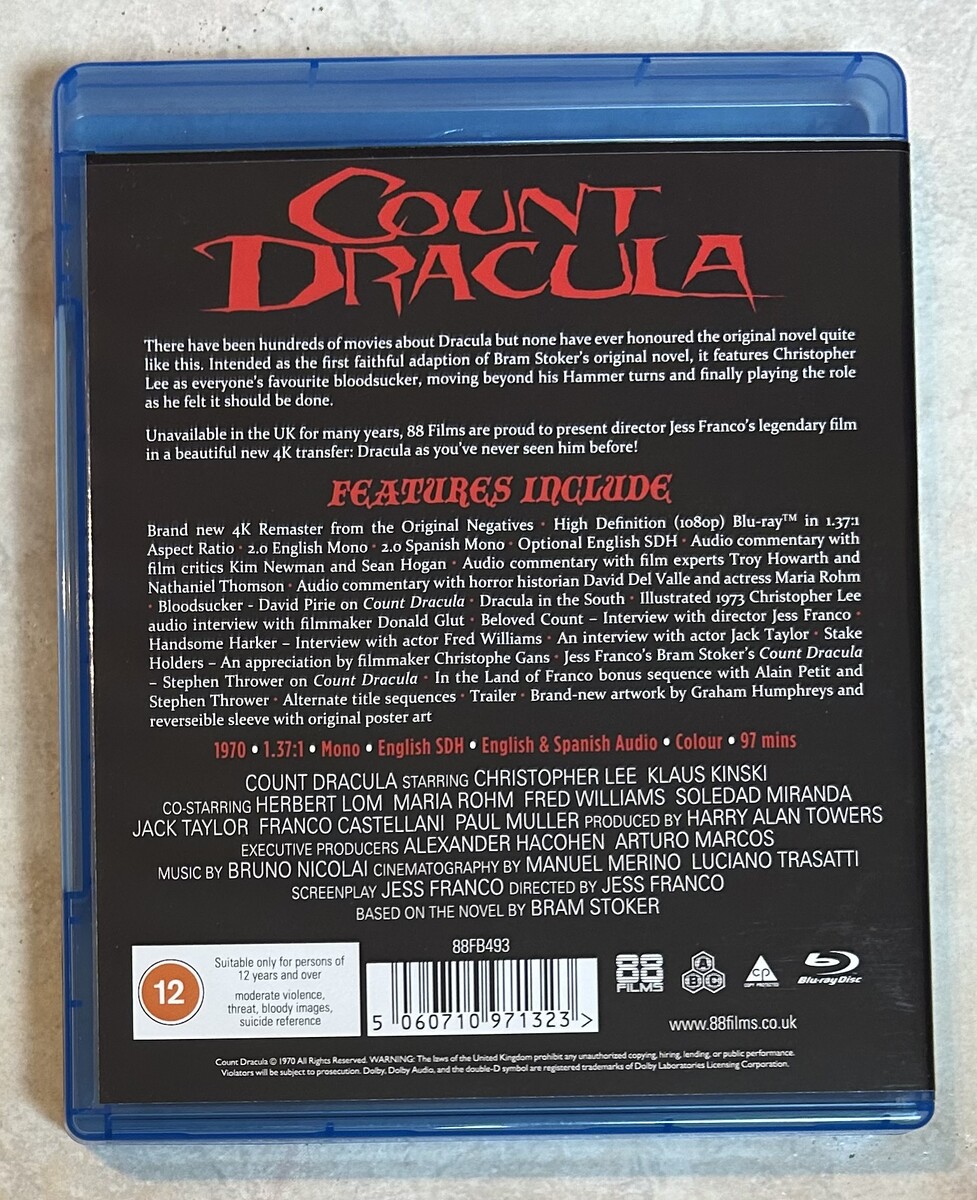 COUNT
DRACULA
There have been hundreds of movies about Dracula but none have ever honoured the original novel quite
like this. Intended as the first faithful adaption of Bram Stoker's original novel, it features Christopher
Lee as everyone's favourite bloodsucker, moving beyond his Hammer turns and finally playing the role
as he felt it should be done.
Unavailable in the UK for many years, 88 Films are proud to present director Jess Franco's legendary film
in a beautiful new 4K transfer: Dracula as you've never seen him before!
FEATURES INCLUDE
Brand new 4K Remaster from the Original Negatives • High Definition (1080p) Blu-ray™ in 1.37:1
Aspect Ratio • 2.0 English Mono • 2.0 Spanish Mono • Optional English SDH • Audio commentary with
film critics Kim Newman and Sean Hogan • Audio commentary with film experts Troy Howarth and
Nathaniel Thomson • Audio commentary with horror historian David Del Valle and actress Maria Rohm
• Bloodsucker - David Pirie on Count Dracula • Dracula in the South • Illustrated 1973 Christopher Lee
audio interview with filmmaker Donald Glut • Beloved Count – Interview with director Jess Franco •
Handsome Harker – Interview with actor Fred Williams • An interview with actor Jack Taylor • Stake
Holders – An appreciation by filmmaker Christophe Gans • Jess Franco's Bram Stoker's Count Dracula
– Stephen Thrower on Count Dracula • In the Land of Franco bonus sequence with Alain Petit and
Stephen Thrower • Alternate title sequences • Trailer • Brand-new artwork by Graham Humphreys and
reverseible sleeve with original poster art
1970 • 1.37:1 • Mono • English SDH • English & Spanish Audio • Colour • 97 mins
COUNT DRACULA STARRING CHRISTOPHER LEE KLAUS KINSKI
CO-STARRING HERBERT LOM MARIA ROHM FRED WILLIAMS SOLEDAD MIRANDA
JACK TAYLOR FRANCO CASTELLANI PAUL MULLER PRODUCED BY HARRY ALAN TOWERS
EXECUTIVE PRODUCERS ALEXANDER HACOHEN ARTURO MARCOS
MUSIC BY BRUNO NICOLAI CINEMATOGRAPHY BY MANUEL MERINO LUCIANO TRASATTI
SCREENPLAY JESS FRANCO DIRECTED BY JESS FRANCO
BASED ON THE NOVEL BY BRAM STOKER
12
Suitable only for persons of
12 years and over
moderate violence,
threat, bloody images,
suicide reference
88FB493
5 060710 971323 >
88
FILMS
A
B C
CP
COPY PROTECTED
Blu-ray Disc
www.88films.co.uk
Count Dracula © 1970 All Rights Reserved. WARNING: The laws of the United Kingdom prohibit any unauthorized copying, hiring, lending, or public performance.
Violators will be subject to prosecution. Dolby, Dolby Audio, and the double-D symbol are registered trademarks of Dolby Laboratories Licensing Corporation.